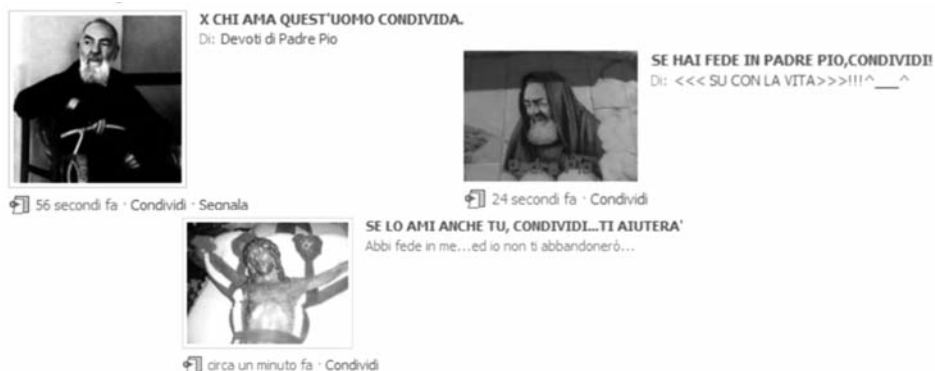 X CHI AMA QUEST'UOMO CONDIVIDA.
Di: Devoti di Padre Pio
56 secondi fa · Condividi · Segnala
SE HAI FEDE IN PADRE PIO,CONDIVIDI!
Di: <<< SU CON LA VITA>>>!!!^___^
Padre Pio
24 secondi fa · Condividi
SE LO AMI ANCHE TU, CONDIVIDI...TI AIUTERA'
Abbi fede in me...ed io non ti abbandonerò...
circa un minuto fa · Condividi